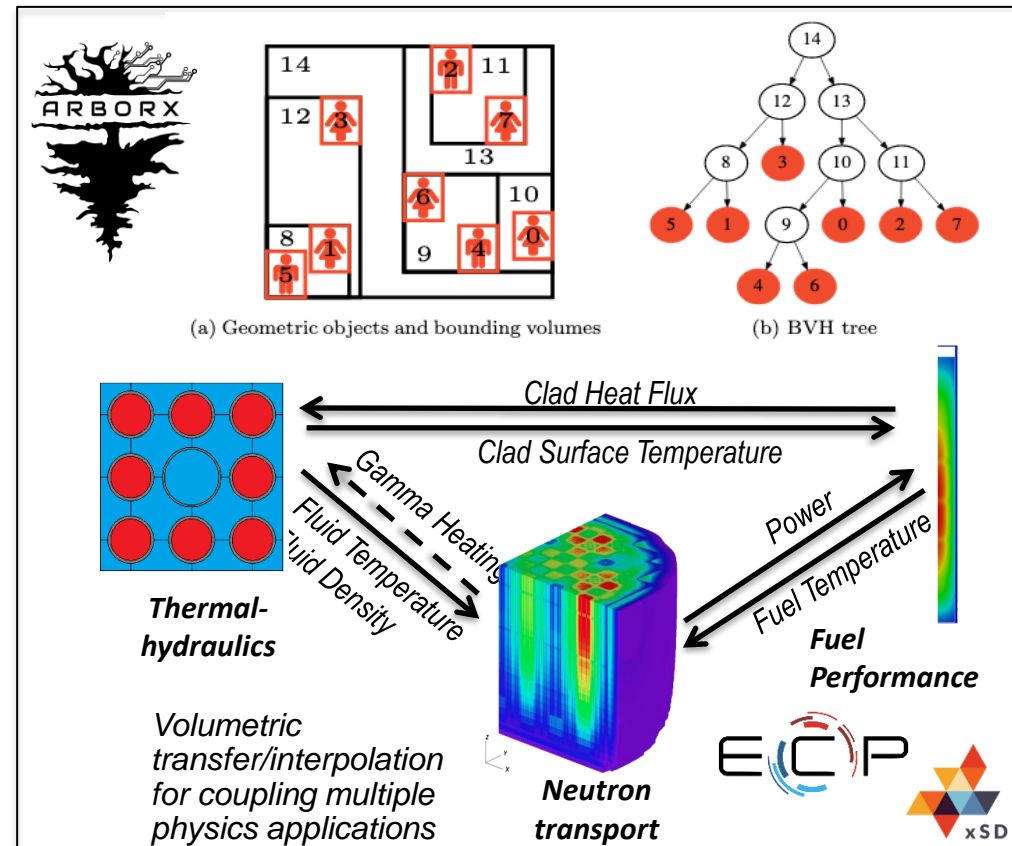 ARBORX
14
12
3
2
11
7
13
6
10
8
1
5
9
4
0
(a) Geometric objects and bounding volumes
14
12
13
8
3
10
11
5
1
9
0
2
7
4
6
(b) BVH tree
Clad Heat Flux
Clad Surface Temperature
Gamma Heating
Fluid Temperature
Fluid Density
Power
Fuel Temperature
Thermal-
hydraulics
Fuel
Performance
Volumetric
transfer/interpolation
for coupling multiple
physics applications
Z
Y
X
Neutron
transport
ECP
xSD